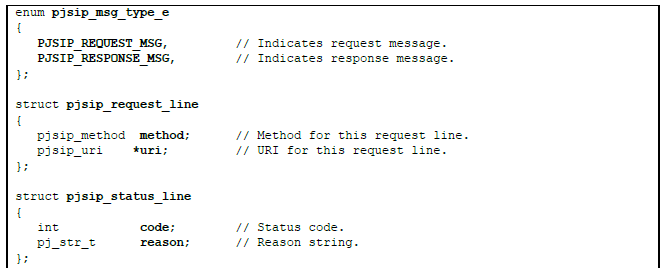 enum pjsip_msg_type_e
{
PJSIP_REQUEST_MSG, // Indicates request message.
PJSIP_RESPONSE_MSG, // Indicates response message.
};
struct pjsip_request_line
{
pjsip_method method; // Method for this request line.
pjsip_uri *uri; // URI for this request line.
};
struct pjsip_status_line
{
int code; // Status code.
pj_str_t reason; // Reason string.
};